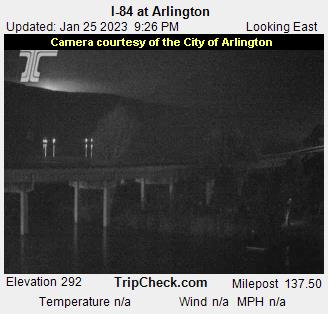 I-84 at Arlington
Updated: Jan 25 2023 9:26 PM Looking East
Camera courtesy of the City of Arlington
Elevation 292 TripCheck.com Milepost 137.50
Temperature n/a Wind n/a MPH n/a